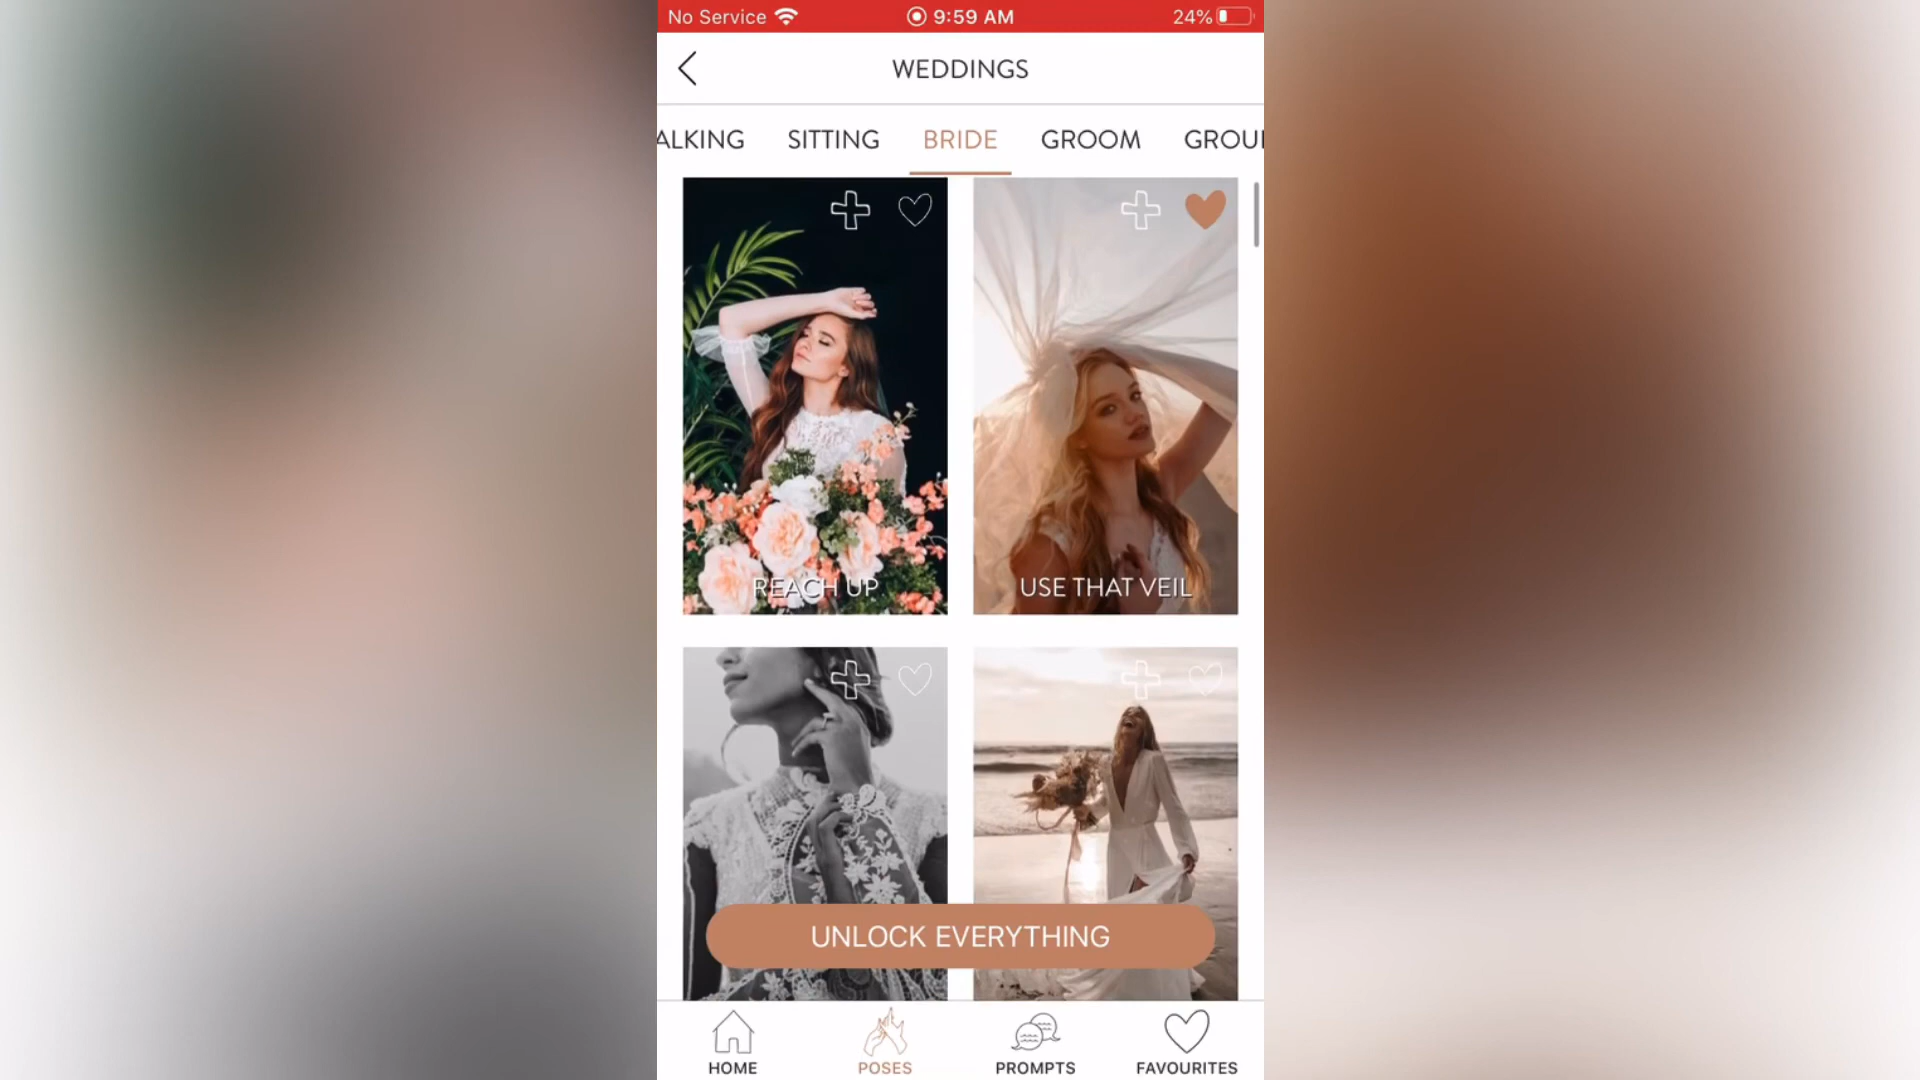 No Service 9:59 AM 24%
WEDDINGS
ALKING SITTING BRIDE GROOM GROU
REACH UP USE THAT VEIL
UNLOCK EVERYTHING
HOME POSES PROMPTS FAVOURITES